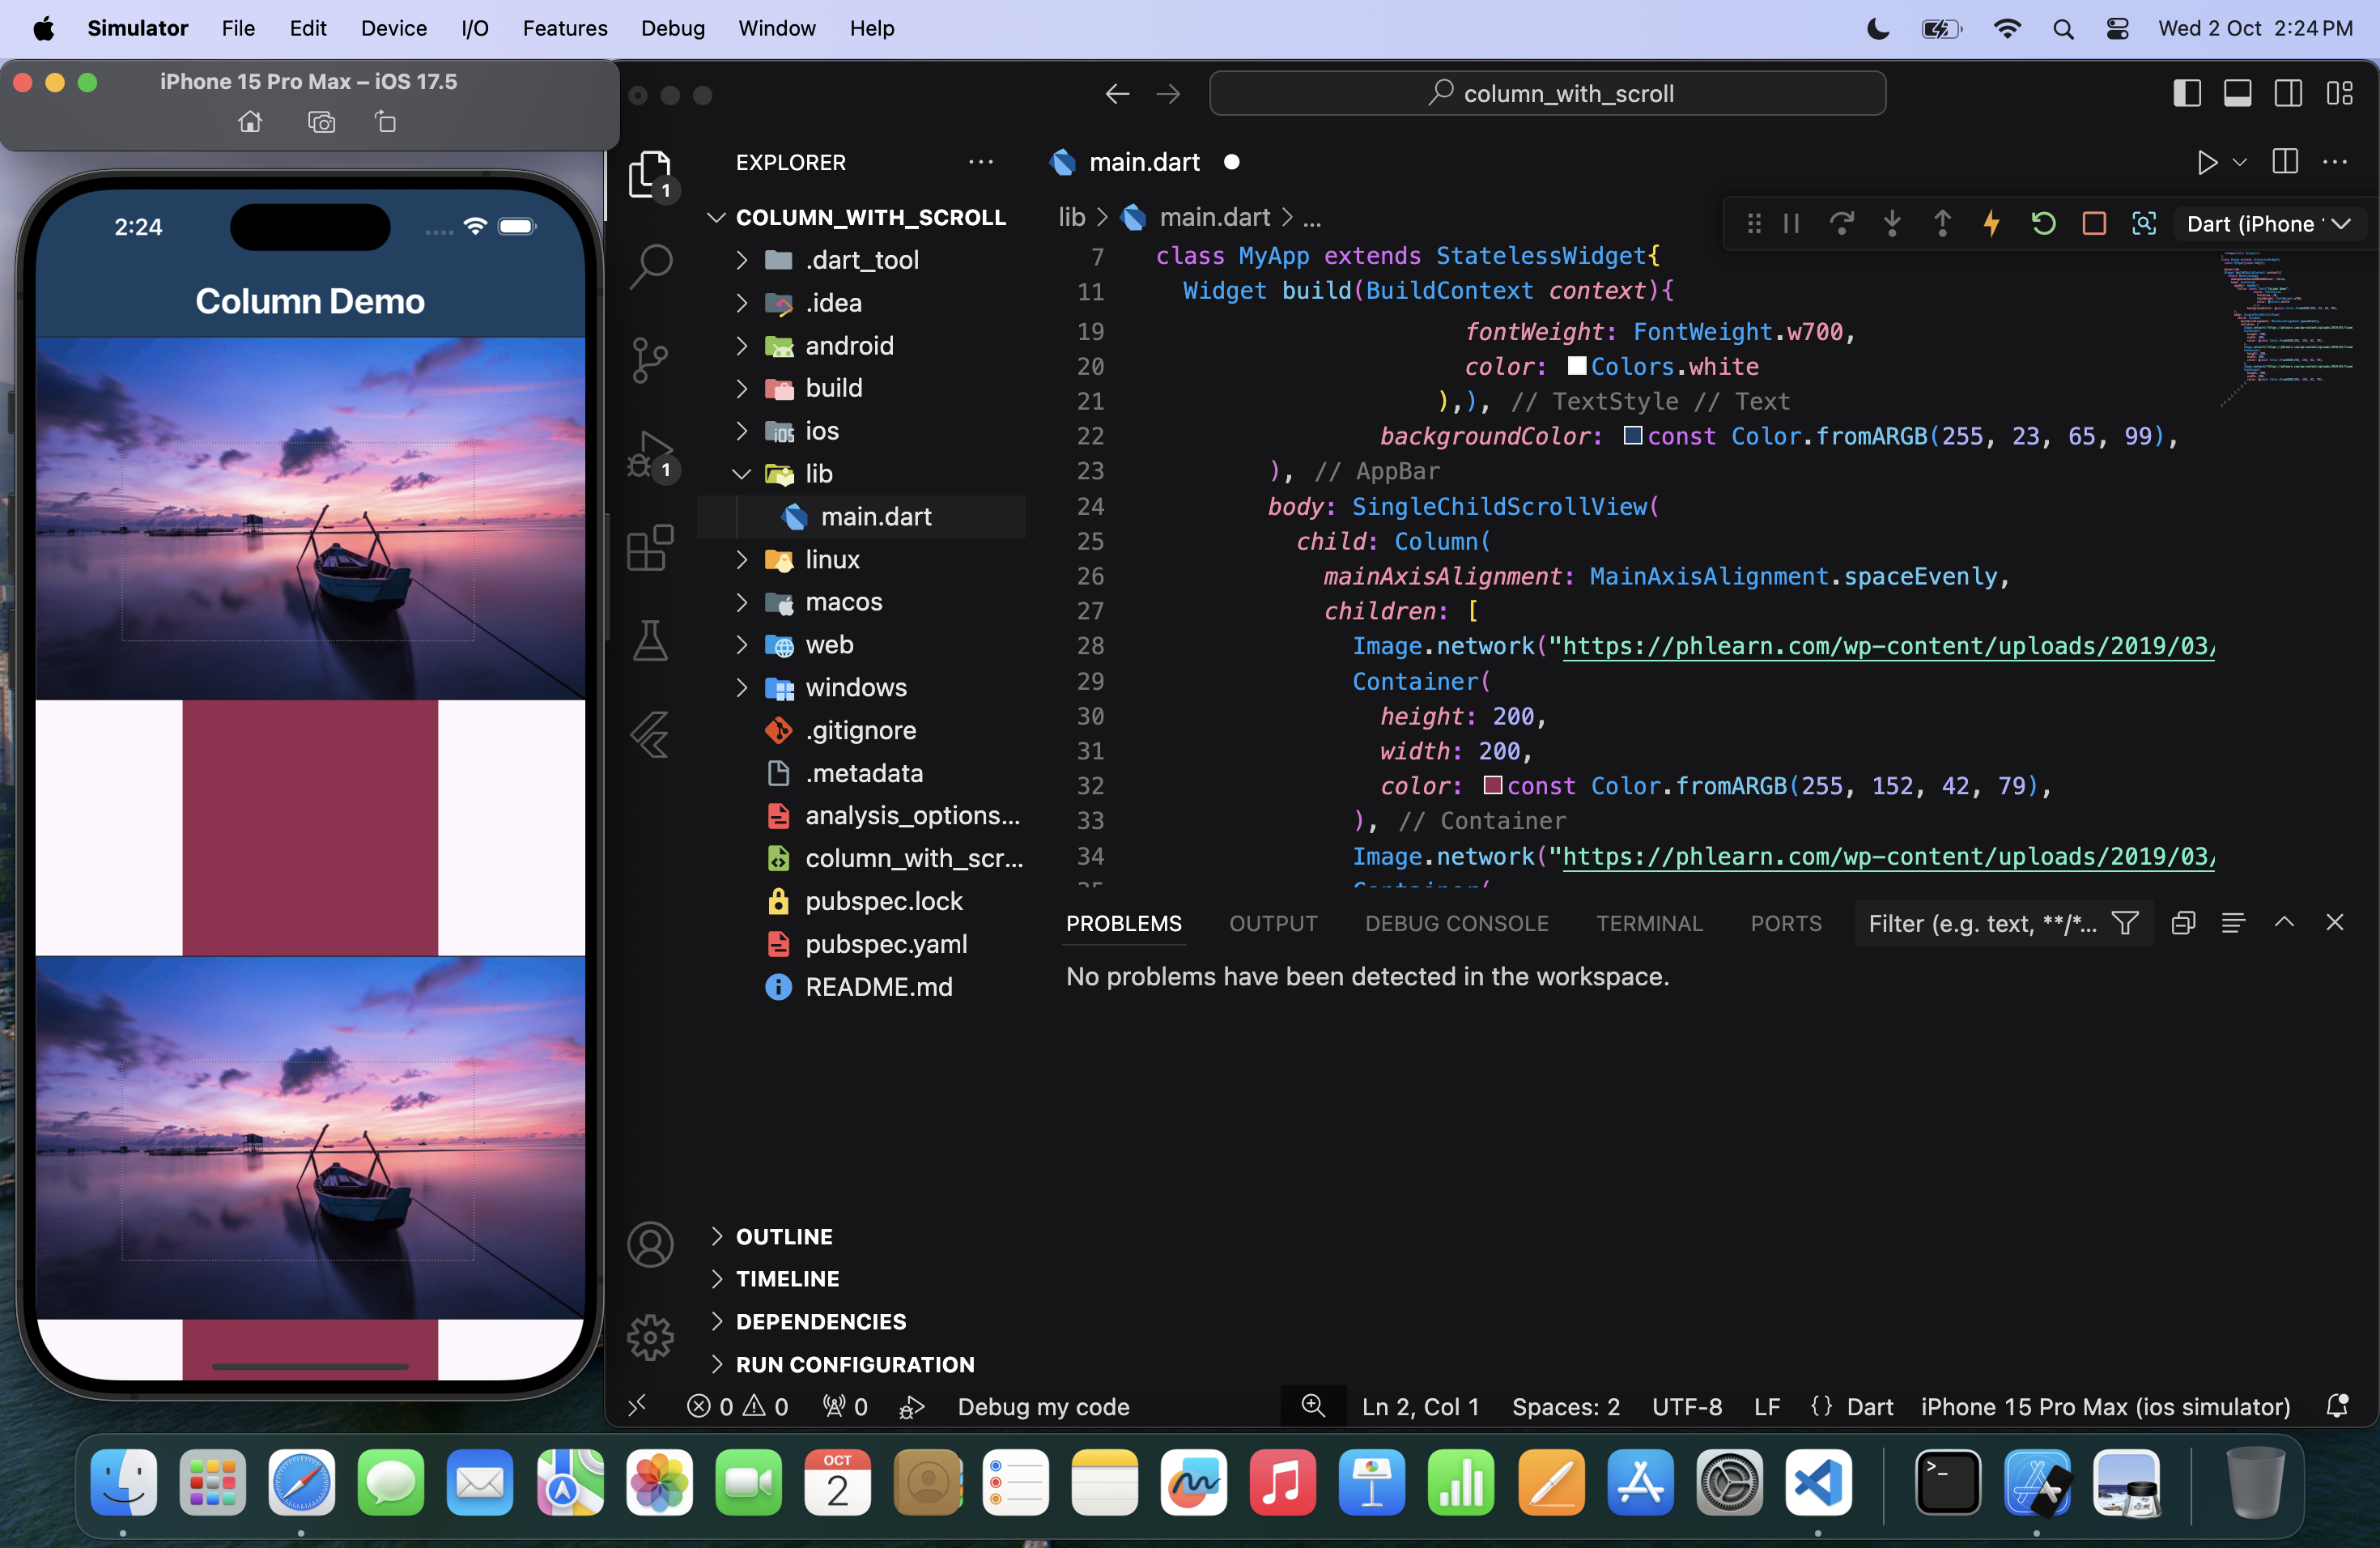 Simulator File Edit Device I/O Features Debug Window Help Wed 2 Oct 2:24 PM
iPhone 15 Pro Max – iOS 17.5
2:24
Column Demo
column_with_scroll
EXPLORER
1
1
COLUMN_WITH_SCROLL
.dart_tool
.idea
android
build
iOS
ios
lib
main.dart
linux
macos
web
windows
.gitignore
.metadata
analysis_options...
column_with_scr...
pubspec.lock
pubspec.yaml
README.md
OUTLINE
TIMELINE
DEPENDENCIES
RUN CONFIGURATION
main.dart
lib > main.dart > ...
Dart (iPhone
7 class MyApp extends StatelessWidget{
11 Widget build(BuildContext context){
19 fontWeight: FontWeight.w700,
20 color: Colors.white
21 ),), // TextStyle // Text
22 backgroundColor: const Color.fromARGB(255, 23, 65, 99),
23 ), // AppBar
24 body: SingleChildScrollView(
25 child: Column(
26 mainAxisAlignment: MainAxisAlignment.spaceEvenly,
27 children: [
28 Image.network("https://phlearn.com/wp-content/uploads/2019/03/
29 Container(
30 height: 200,
31 width: 200,
32 color: const Color.fromARGB(255, 152, 42, 79),
33 ), // Container
34 Image.network("https://phlearn.com/wp-content/uploads/2019/03/
PROBLEMS OUTPUT DEBUG CONSOLE TERMINAL PORTS Filter (e.g. text, **/*...
No problems have been detected in the workspace.
0 0 0 Debug my code Ln 2, Col 1 Spaces: 2 UTF-8 LF {} Dart iPhone 15 Pro Max (ios simulator)
OCT
2
>_